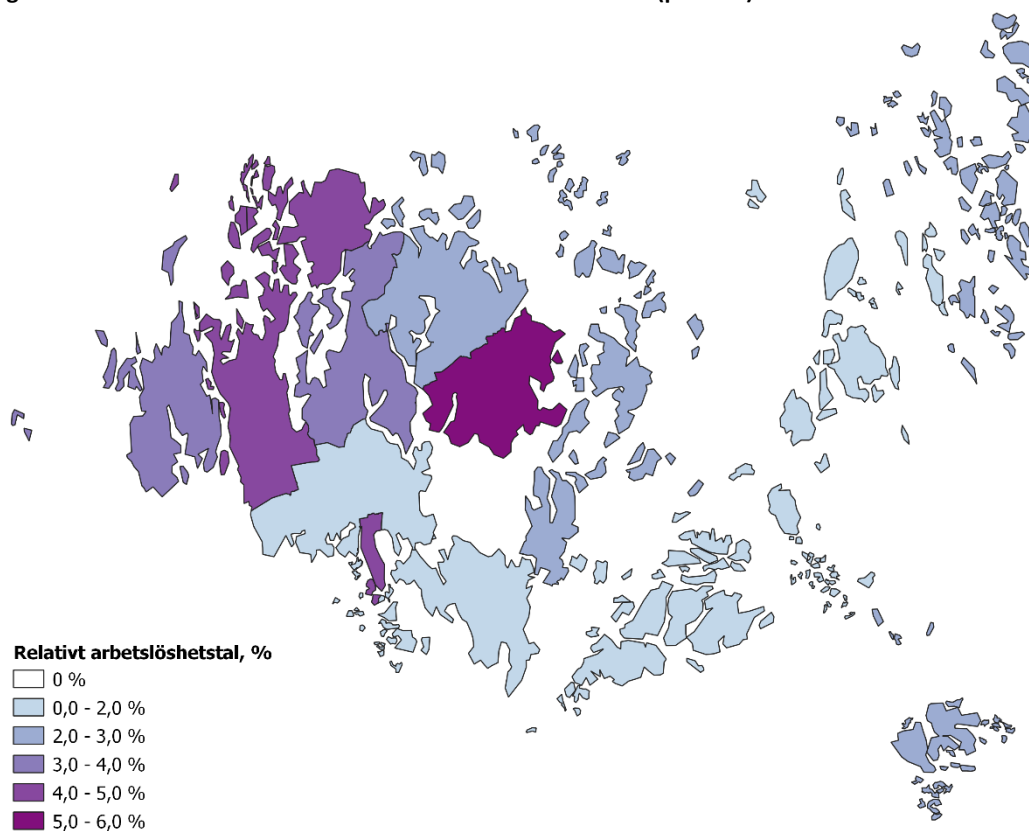 Relativt arbetslöshetstal, %
0 %
0,0 - 2,0 %
2,0 - 3,0 %
3,0 - 4,0 %
4,0 - 5,0 %
5,0 - 6,0 %